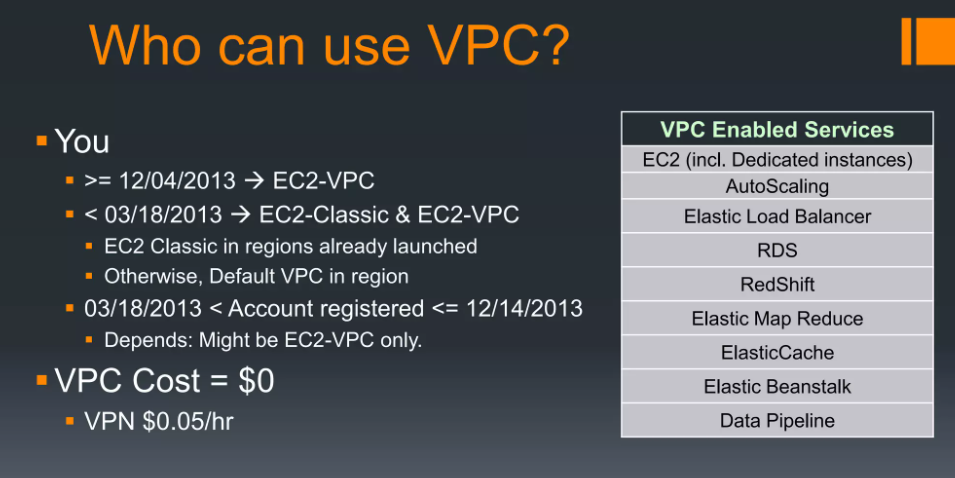 Who can use VPC?
You
>= 12/04/2013 → EC2-VPC
< 03/18/2013 → EC2-Classic & EC2-VPC
EC2 Classic in regions already launched
Otherwise, Default VPC in region
03/18/2013 < Account registered <= 12/14/2013
Depends: Might be EC2-VPC only.
VPC Cost = $0
VPN $0.05/hr
VPC Enabled Services
EC2 (incl. Dedicated instances)
AutoScaling
Elastic Load Balancer
RDS
RedShift
Elastic Map Reduce
ElasticCache
Elastic Beanstalk
Data Pipeline